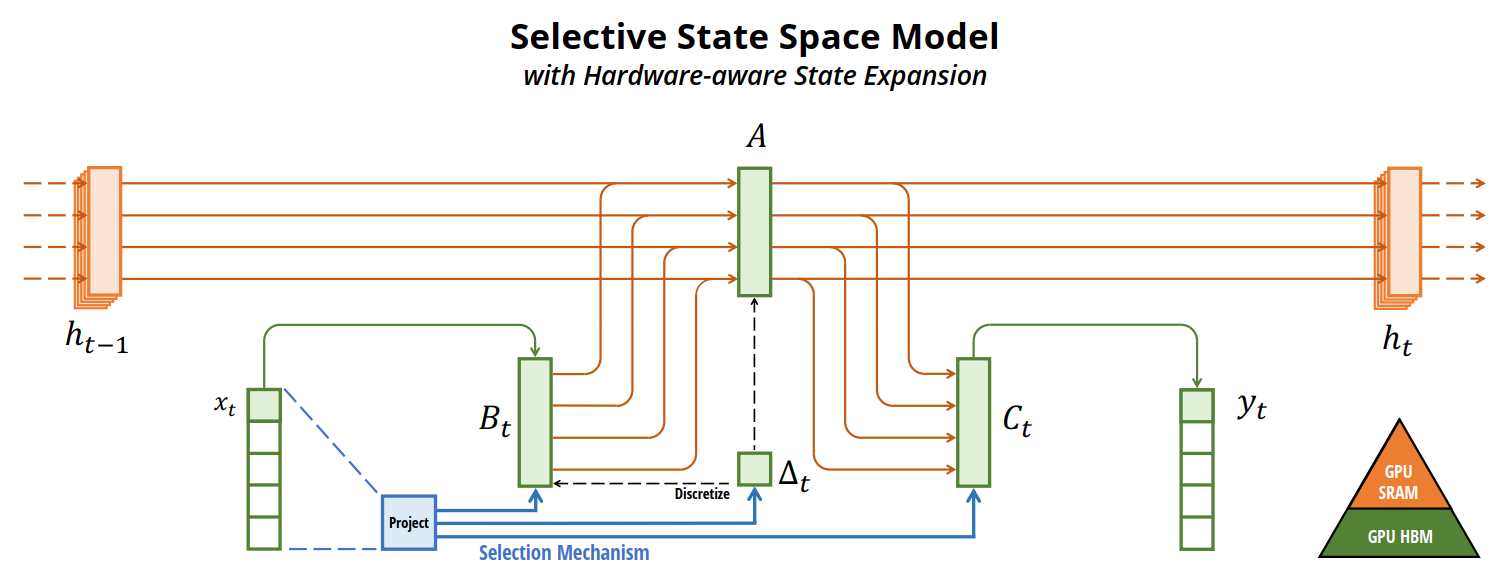 Selective State Space Model
with Hardware-aware State Expansion
A
h_{t-1}
h_t
x_t
B_t
C_t
y_t
Δ_t
Discretize
Project
Selection Mechanism
GPU
SRAM
GPU HBM